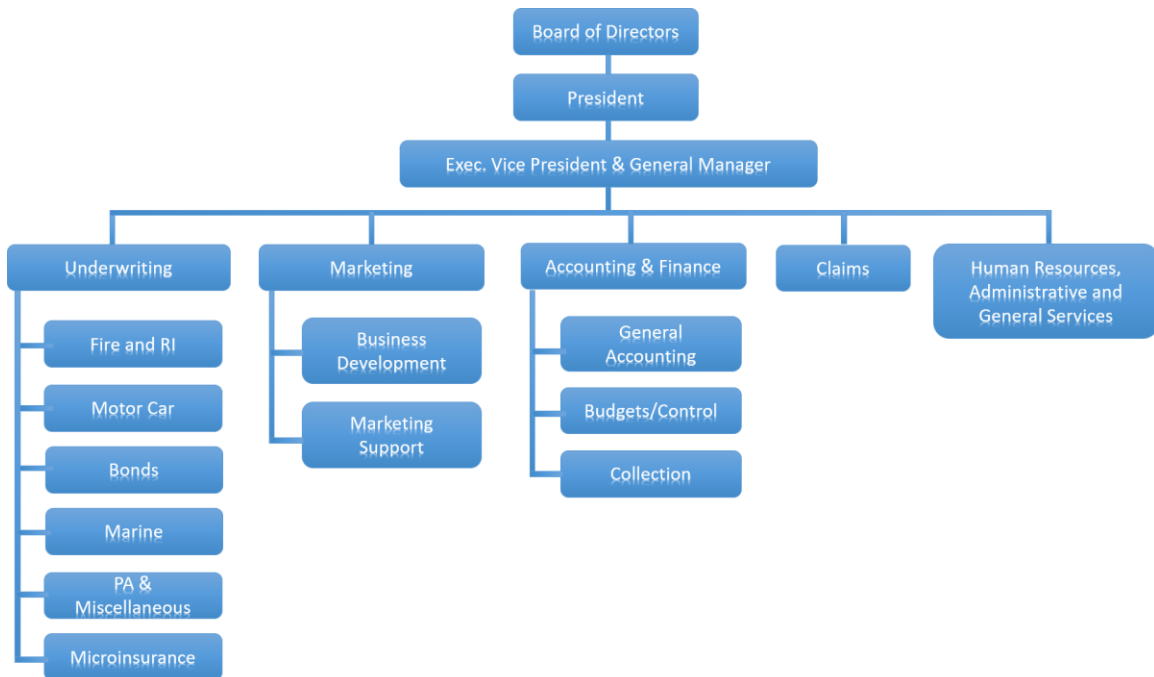 Board of Directors
President
Exec. Vice President & General Manager
Underwriting
Marketing
Accounting & Finance
Claims
Human Resources,
Administrative and
General Services
Fire and RI
Motor Car
Bonds
Marine
PA &
Miscellaneous
Microinsurance
Business
Development
Marketing
Support
General
Accounting
Budgets/Control
Collection